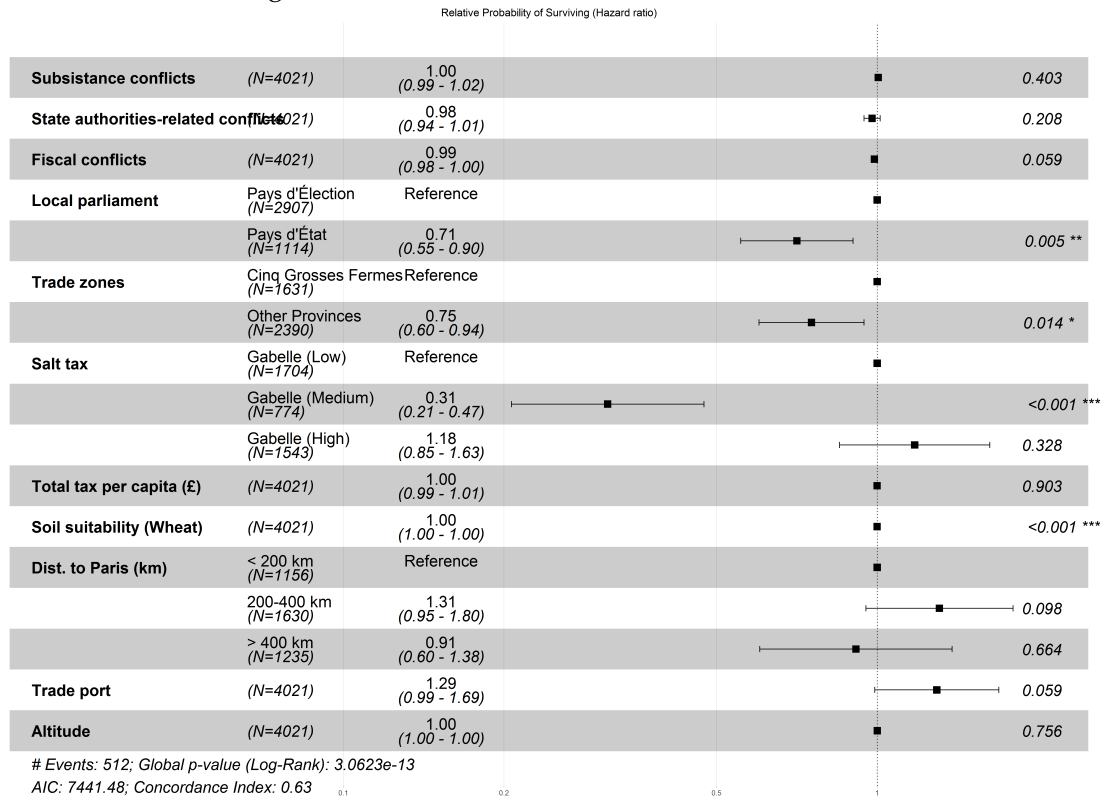 Relative Probability of Surviving (Hazard ratio)
Subsistance conflicts (N=4021) 1.00 0.403
(0.99 - 1.02)
State authorities-related conflicts (N=4021) 0.98 0.208
(0.94 - 1.01)
Fiscal conflicts (N=4021) 0.99 0.059
(0.98 - 1.00)
Local parliament Pays d'Élection Reference
(N=2907)
Pays d'État 0.71 0.005 **
(N=1114) (0.55 - 0.90)
Trade zones Cinq Grosses Fermes Reference
(N=1631)
Other Provinces 0.75 0.014 *
(N=2390) (0.60 - 0.94)
Salt tax Gabelle (Low) Reference
(N=1704)
Gabelle (Medium) 0.31 <0.001 ***
(N=774) (0.21 - 0.47)
Gabelle (High) 1.18 0.328
(N=1543) (0.85 - 1.63)
Total tax per capita (£) (N=4021) 1.00 0.903
(0.99 - 1.01)
Soil suitability (Wheat) (N=4021) 1.00 <0.001 ***
(1.00 - 1.00)
Dist. to Paris (km) < 200 km Reference
(N=1156)
200-400 km 1.31 0.098
(N=1630) (0.95 - 1.80)
> 400 km 0.91 0.664
(N=1235) (0.60 - 1.38)
Trade port (N=4021) 1.29 0.059
(0.99 - 1.69)
Altitude (N=4021) 1.00 0.756
(1.00 - 1.00)
# Events: 512; Global p-value (Log-Rank): 3.0623e-13
AIC: 7441.48; Concordance Index: 0.63
0.1 0.2 0.5 1